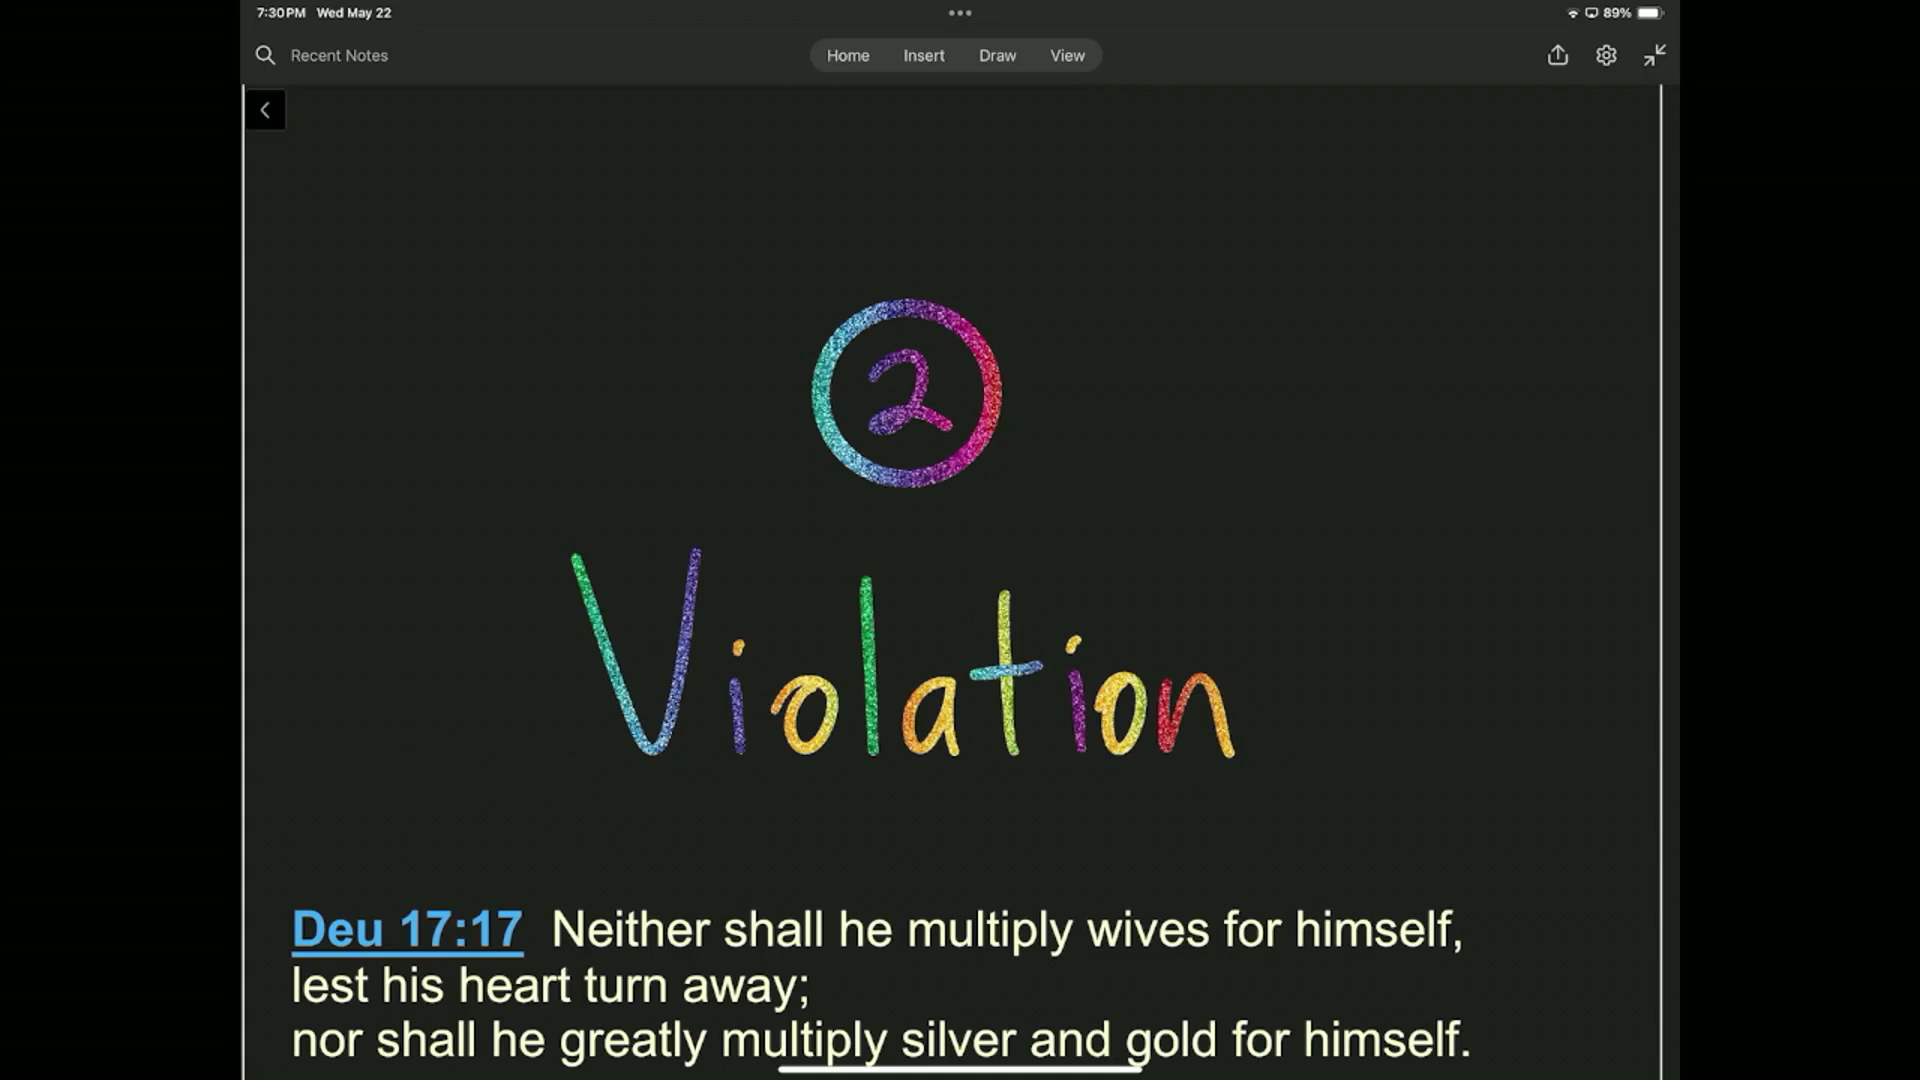 7:30 PM Wed May 22
89%
Recent Notes
Home Insert Draw View
2
Violation
Deu 17:17 Neither shall he multiply wives for himself,
lest his heart turn away;
nor shall he greatly multiply silver and gold for himself.